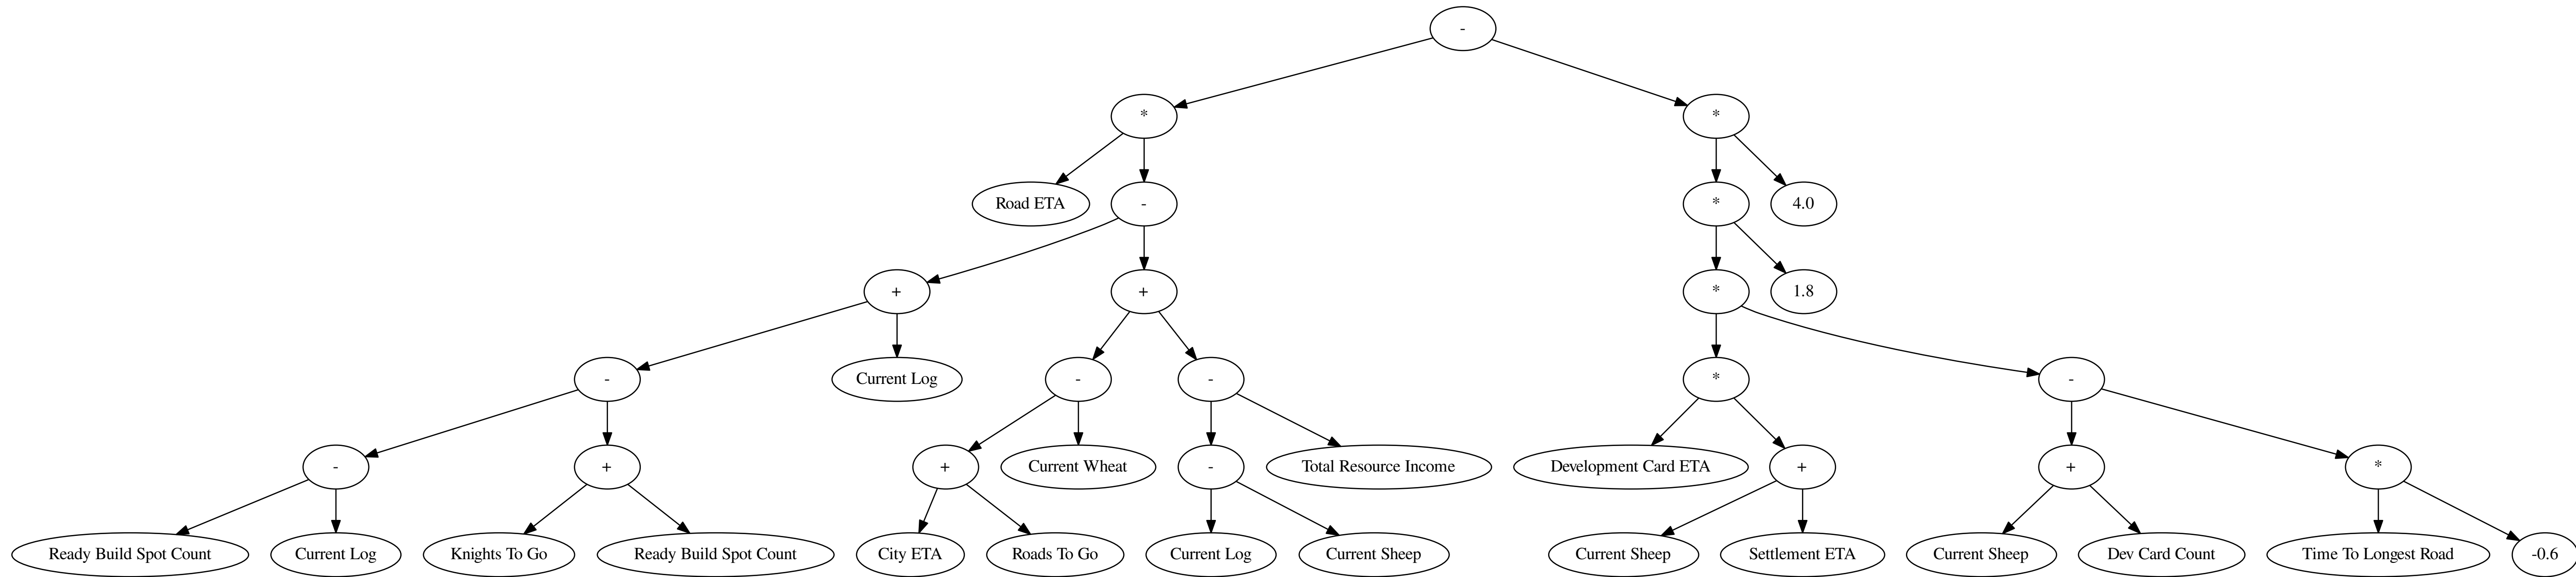 -
* *
Road ETA - * 4.0
+ + * 1.8
- Current Log - - * -
- + + Current Wheat - Total Resource Income Development Card ETA + + *
Ready Build Spot Count Current Log Knights To Go Ready Build Spot Count City ETA Roads To Go Current Log Current Sheep Current Sheep Settlement ETA Current Sheep Dev Card Count Time To Longest Road -0.6